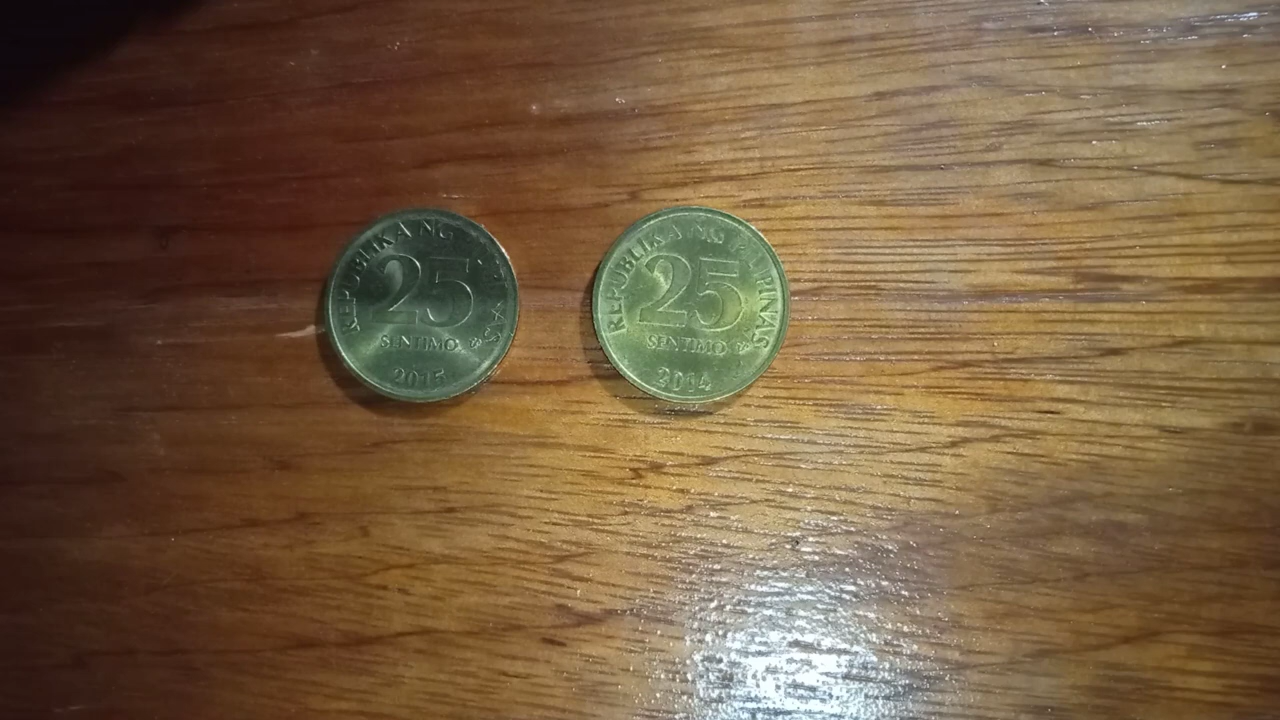 REPUBLIKA NG
25
SENTIMO
2015
REPUBLIKA NG PILIPINAS
25
SENTIMO
2014